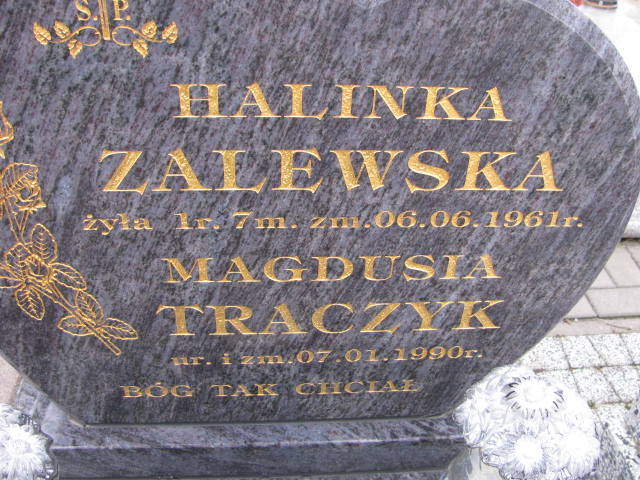 Ś.P.
HALINKA
ZALEWSKA
żyła 1r. 7m. zm.06.06.1961r.
MAGDUSIA
TRACZYK
ur. i zm.07.01.1990r.
BÓG TAK CHCIAŁ